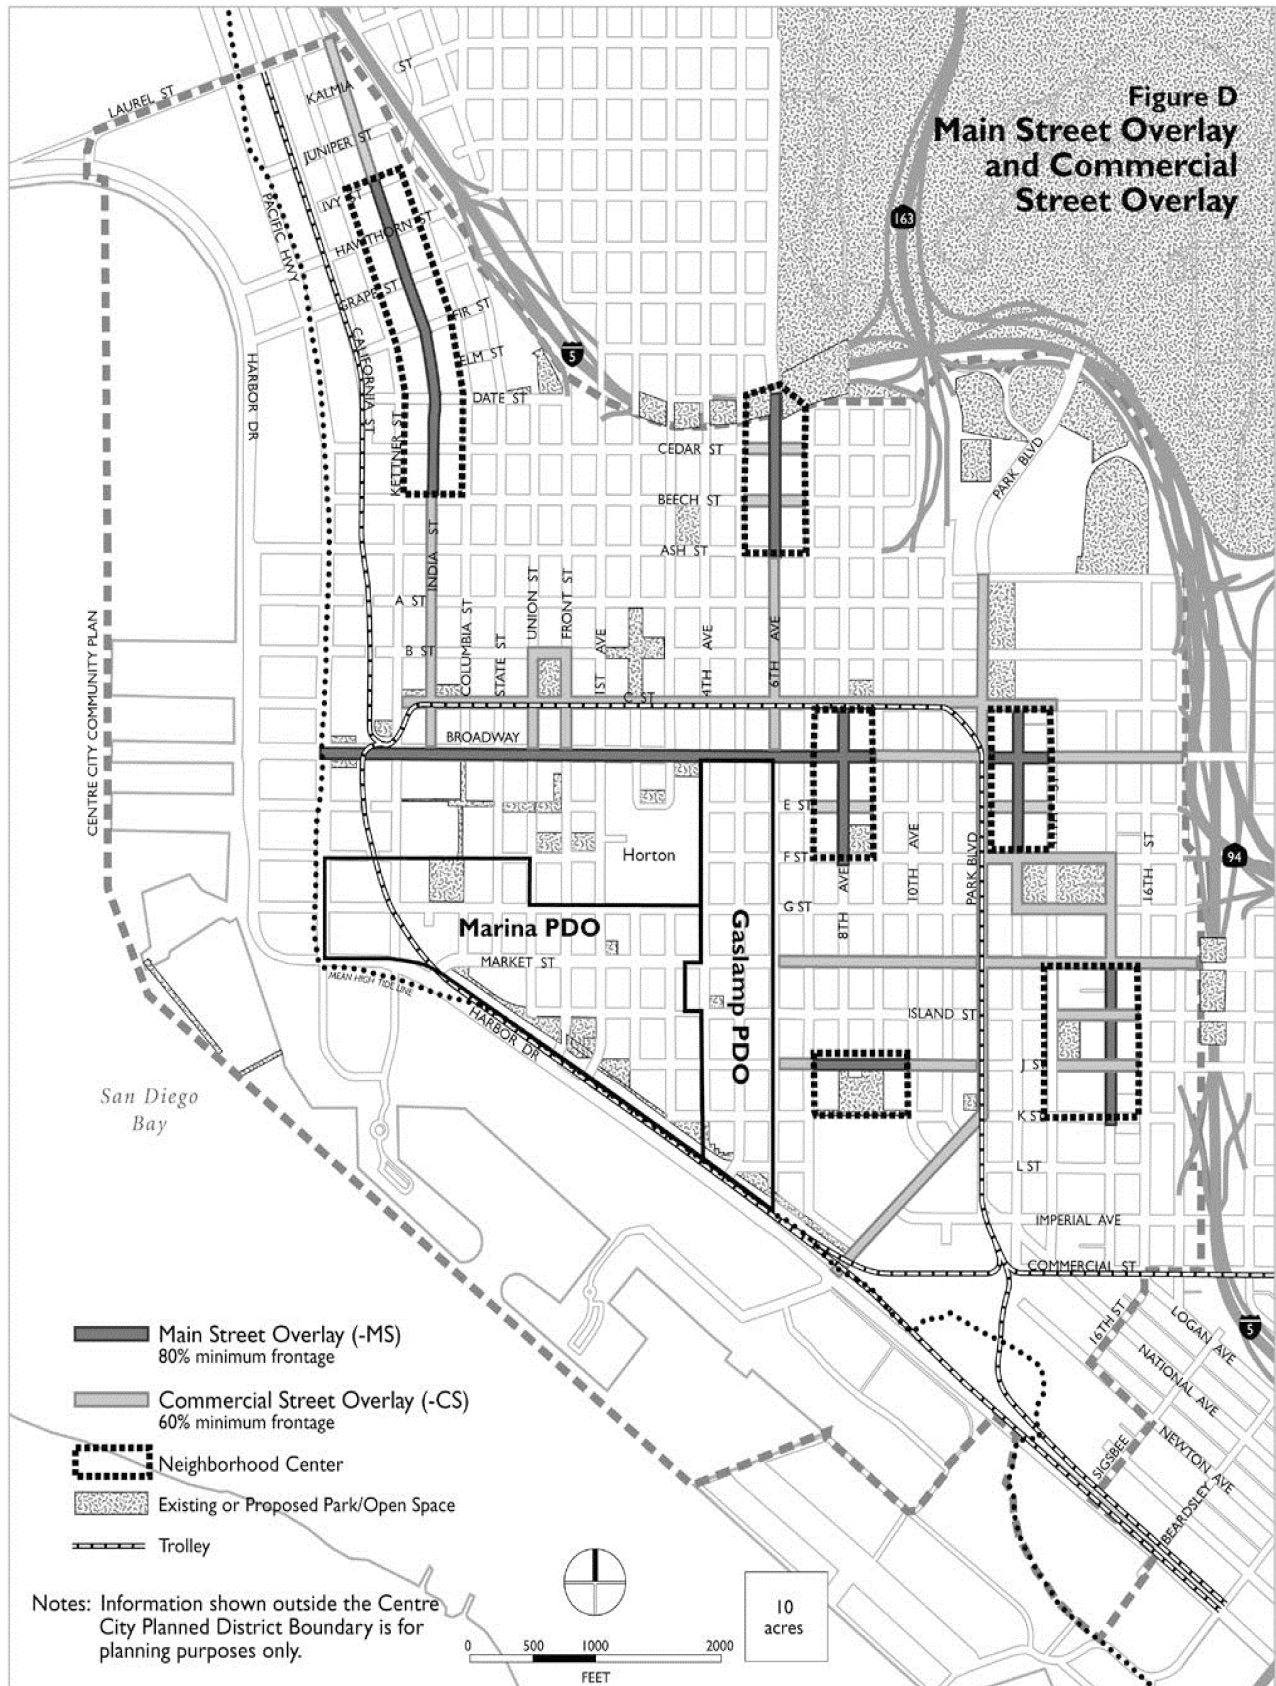 Figure D
Main Street Overlay
and Commercial
Street Overlay
ST
LAUREL ST
KALMIA
JUNIPER ST
IVY ST
HAWTHORN ST
GRAPE ST
FIR ST
ELM ST
DATE ST
PACIFIC HWY
CALIFORNIA ST
HARBOR DR
KETTNER ST
163
5
CEDAR ST
BEECH ST
ASH ST
PARK BLVD
INDIA ST
A ST
B ST
COLUMBIA ST
STATE ST
UNION ST
FRONT ST
1ST AVE
4TH AVE
6TH AVE
C ST
BROADWAY
CENTRE CITY COMMUNITY PLAN
E ST
F ST
G ST
8TH AVE
10TH AVE
PARK BLVD
16TH ST
94
Horton
Marina PDO
Gaslamp PDO
MARKET ST
MEAN HIGH TIDE LINE
HARBOR DR
ISLAND ST
J ST
K ST
L ST
IMPERIAL AVE
COMMERCIAL ST
San Diego
Bay
16TH ST
LOGAN AVE
NATIONAL AVE
NEWTON AVE
SIGSBEE
BEARDSLEY
5
Main Street Overlay (-MS)
80% minimum frontage
Commercial Street Overlay (-CS)
60% minimum frontage
Neighborhood Center
Existing or Proposed Park/Open Space
Trolley
Notes: Information shown outside the Centre
City Planned District Boundary is for
planning purposes only.
0 500 1000 2000
FEET
10
acres